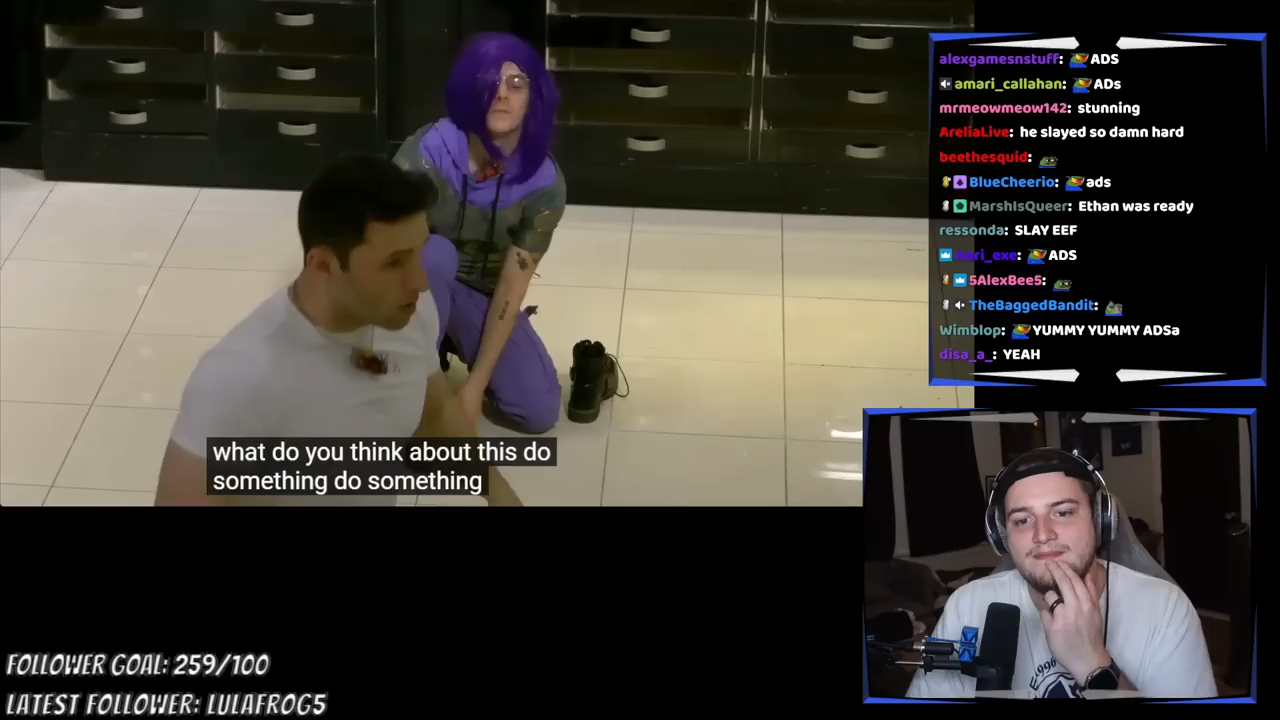 alexgamesnstuff: ADS
amari_callahan: ADs
mrmeowmeow142: stunning
AreliaLive: he slayed so damn hard
beethesquid:
BlueCheerio: ads
MarshIsQueer: Ethan was ready
ressonda: SLAY EEF
itari_exe: ADS
5AlexBee5:
TheBaggedBandit:
Wimblop: YUMMY YUMMY ADSa
disa_a_: YEAH
what do you think about this do
something do something
1996
FOLLOWER GOAL: 259/100
LATEST FOLLOWER: LULAFROG5